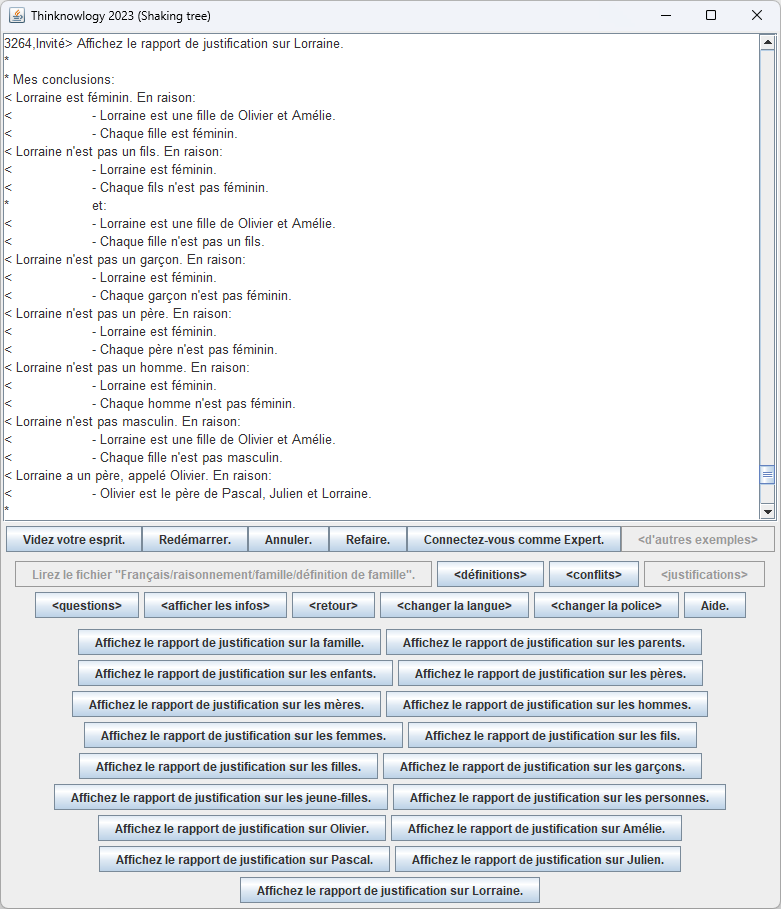 Thinknowlogy 2023 (Shaking tree)
3264,Invité> Affichez le rapport de justification sur Lorraine.
*
* Mes conclusions:
< Lorraine est féminin. En raison:
< - Lorraine est une fille de Olivier et Amélie.
< - Chaque fille est féminin.
< Lorraine n'est pas un fils. En raison:
< - Lorraine est féminin.
< - Chaque fils n'est pas féminin.
* et:
< - Lorraine est une fille de Olivier et Amélie.
< - Chaque fille n'est pas un fils.
< Lorraine n'est pas un garçon. En raison:
< - Lorraine est féminin.
< - Chaque garçon n'est pas féminin.
< Lorraine n'est pas un père. En raison:
< - Lorraine est féminin.
< - Chaque père n'est pas féminin.
< Lorraine n'est pas un homme. En raison:
< - Lorraine est féminin.
< - Chaque homme n'est pas féminin.
< Lorraine n'est pas masculin. En raison:
< - Lorraine est une fille de Olivier et Amélie.
< - Chaque fille n'est pas masculin.
< Lorraine a un père, appelé Olivier. En raison:
< - Olivier est le père de Pascal, Julien et Lorraine.
*
Videz votre esprit. Redémarrer. Annuler. Refaire. Connectez-vous comme Expert. <d'autres exemples>
Lirez le fichier "Français/raisonnement/famille/définition de famille". <définitions> <conflits> <justifications>
<questions> <afficher les infos> <retour> <changer la langue> <changer la police> Aide.
Affichez le rapport de justification sur la famille. Affichez le rapport de justification sur les parents.
Affichez le rapport de justification sur les enfants. Affichez le rapport de justification sur les pères.
Affichez le rapport de justification sur les mères. Affichez le rapport de justification sur les hommes.
Affichez le rapport de justification sur les femmes. Affichez le rapport de justification sur les fils.
Affichez le rapport de justification sur les filles. Affichez le rapport de justification sur les garçons.
Affichez le rapport de justification sur les jeune-filles. Affichez le rapport de justification sur les personnes.
Affichez le rapport de justification sur Olivier. Affichez le rapport de justification sur Amélie.
Affichez le rapport de justification sur Pascal. Affichez le rapport de justification sur Julien.
Affichez le rapport de justification sur Lorraine.